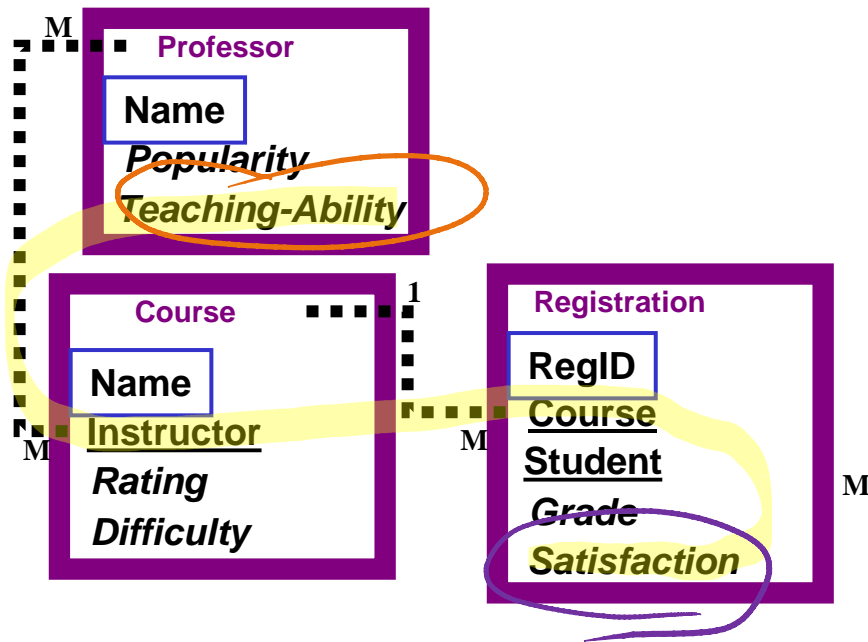 M
Professor
Name
Popularity
Teaching-Ability
Course
1
Registration
Name
RegID
M
Instructor
M
Course
Rating
Student
M
Difficulty
Grade
Satisfaction